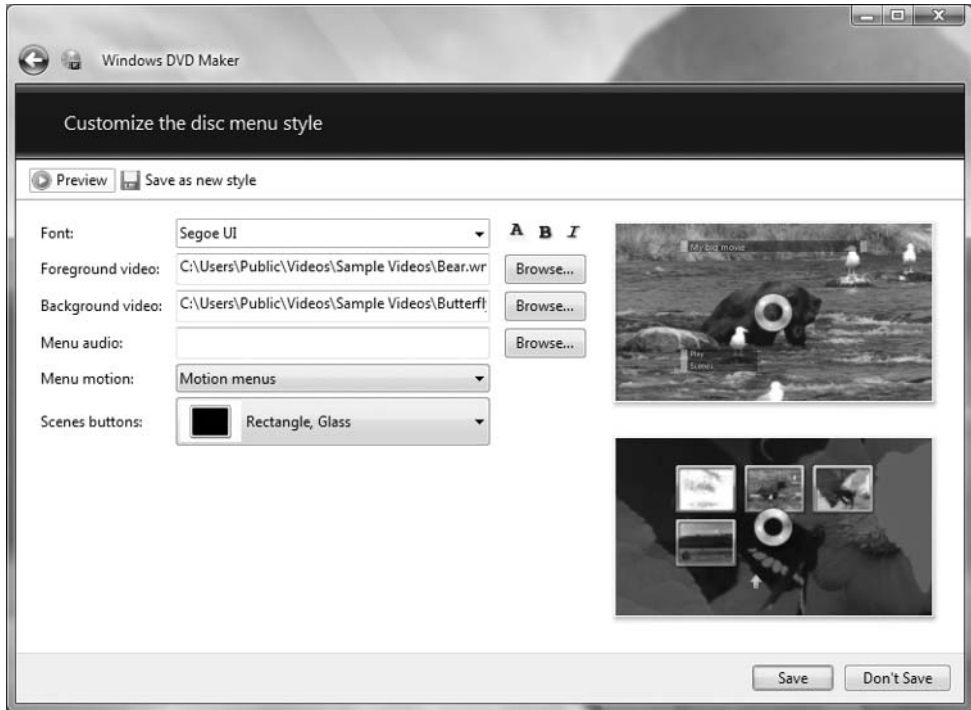 Windows DVD Maker
Customize the disc menu style
Preview Save as new style
Font: Segoe UI A B I
Foreground video: C:\Users\Public\Videos\Sample Videos\Bear.wr Browse...
Background video: C:\Users\Public\Videos\Sample Videos\Butterfl Browse...
Menu audio: Browse...
Menu motion: Motion menus
Scenes buttons: Rectangle, Glass
My big movie
Play
Scenes
Save Don't Save